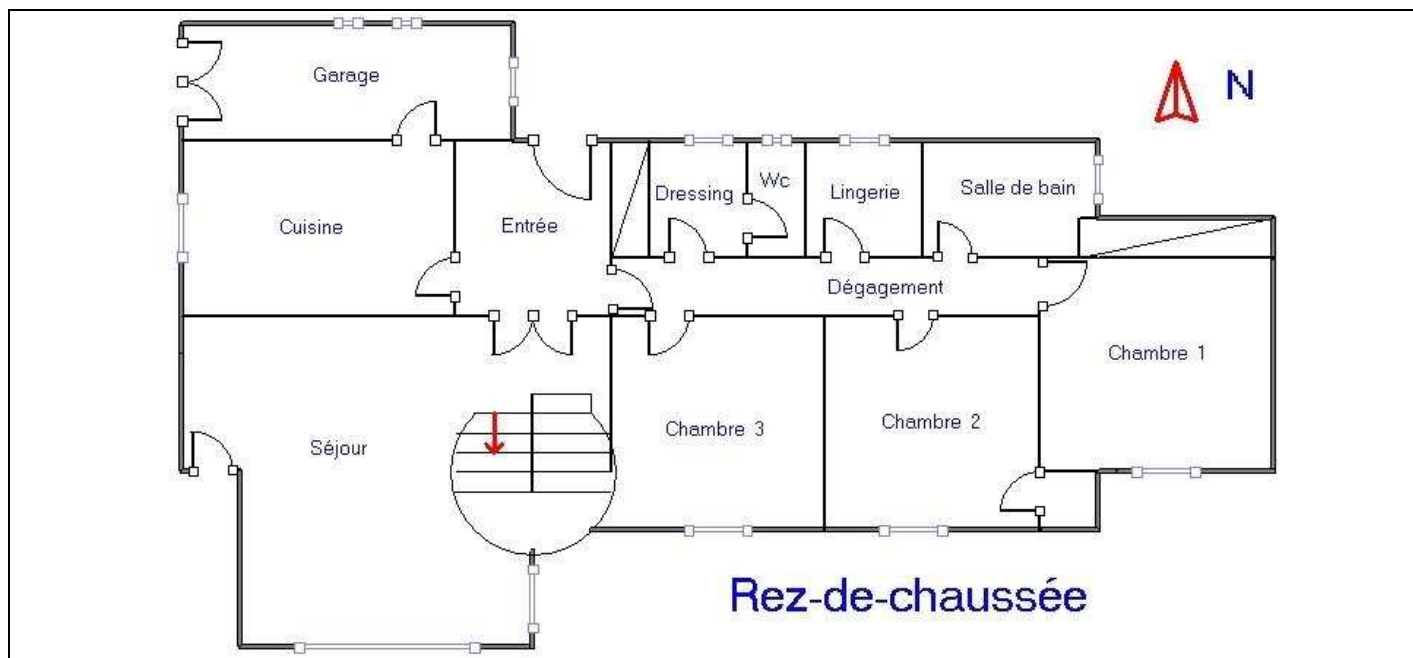 Garage
N
Dressing
Wc
Lingerie
Salle de bain
Cuisine
Entrée
Dégagement
Chambre 1
Séjour
Chambre 3
Chambre 2
Rez-de-chaussée